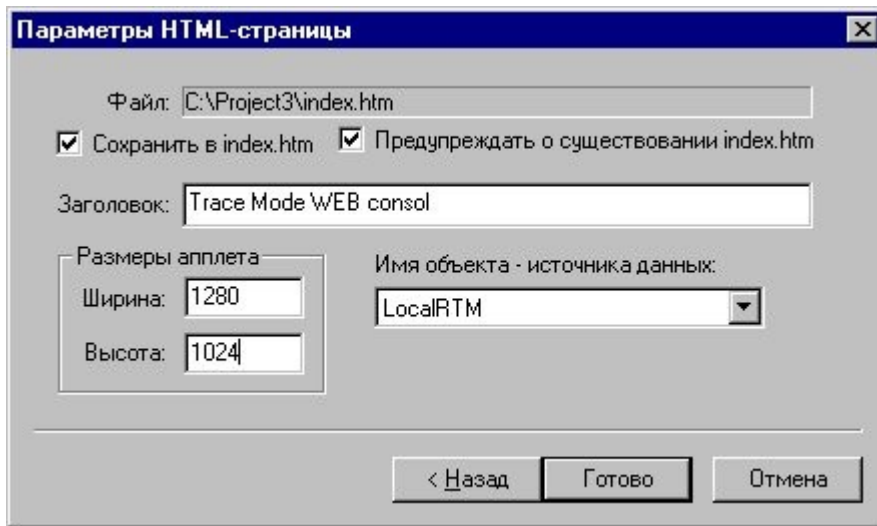 Параметры HTML-страницы
Файл: C:\Project3\index.htm
Сохранить в index.htm Предупреждать о существовании index.htm
Заголовок: Trace Mode WEB consol
Размеры апплета
Имя объекта - источника данных:
Ширина: 1280
LocalRTM
Высота: 1024
< Назад Готово Отмена